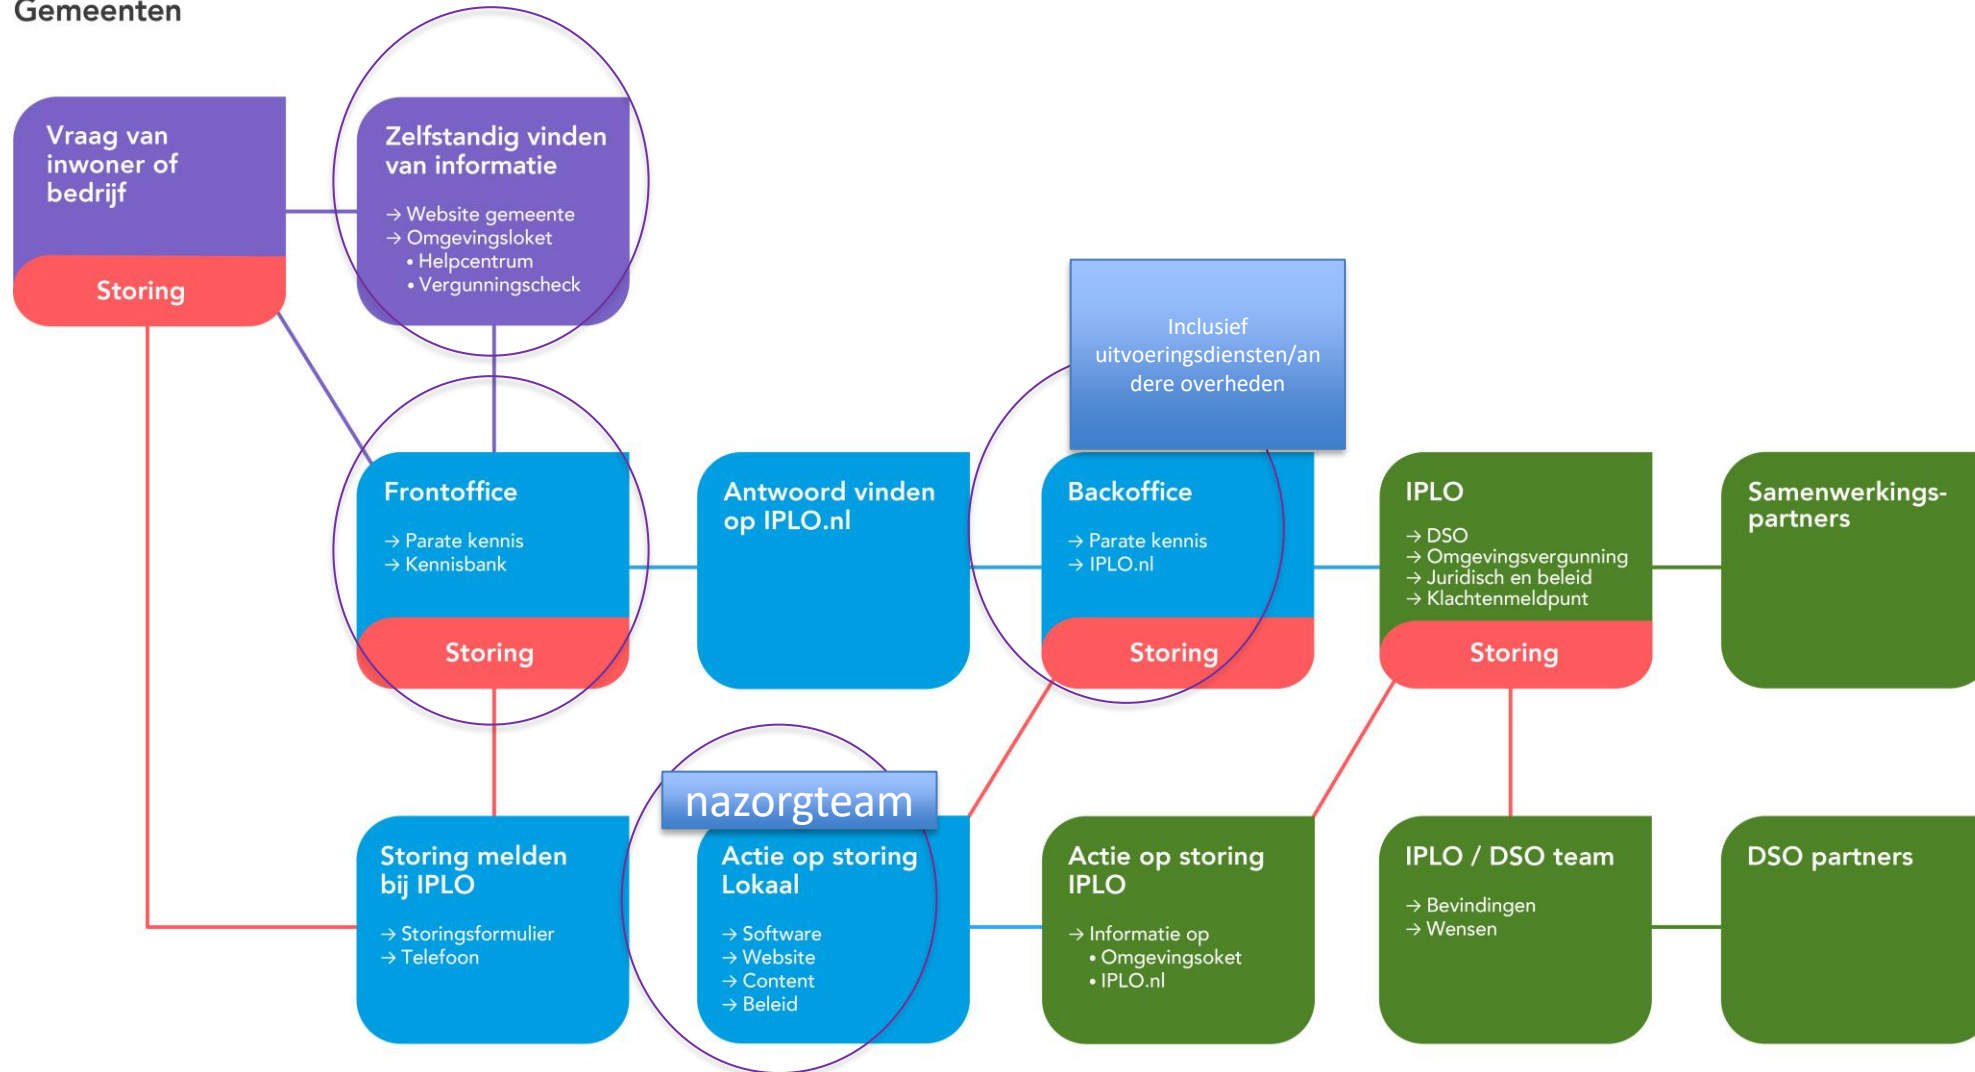 Gemeenten
Vraag van
inwoner of
bedrijf
Storing
Zelfstandig vinden
van informatie
→ Website gemeente
→ Omgevingsloket
• Helpcentrum
• Vergunningscheck
Inclusief
uitvoeringsdiensten/an
dere overheden
Frontoffice
→ Parate kennis
→ Kennisbank
Storing
Antwoord vinden
op IPLO.nl
Backoffice
→ Parate kennis
→ IPLO.nl
Storing
IPLO
→ DSO
→ Omgevingsvergunning
→ Juridisch en beleid
→ Klachtenmeldpunt
Storing
Samenwerkings-
partners
Storing melden
bij IPLO
→ Storingsformulier
→ Telefoon
nazorgteam
Actie op storing
Lokaal
→ Software
→ Website
→ Content
→ Beleid
Actie op storing
IPLO
→ Informatie op
• Omgevingsoket
• IPLO.nl
IPLO / DSO team
→ Bevindingen
→ Wensen
DSO partners